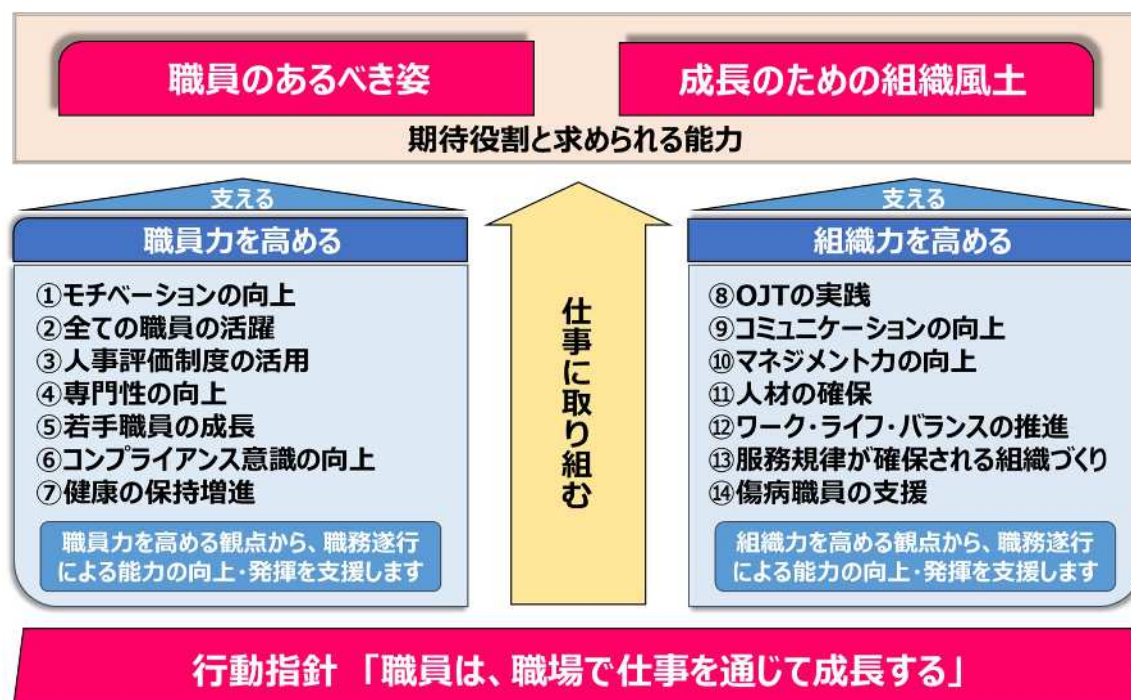 職員のあるべき姿
成長のための組織風土
期待役割と求められる能力
支える
職員力を高める
①モチベーションの向上
②全ての職員の活躍
③人事評価制度の活用
④専門性の向上
⑤若手職員の成長
⑥コンプライアンス意識の向上
⑦健康の保持増進
職員力を高める観点から、職務遂行
による能力の向上・発揮を支援します
仕事に取り組む
支える
組織力を高める
⑧OJTの実践
⑨コミュニケーションの向上
⑩マネジメント力の向上
⑪人材の確保
⑫ワーク・ライフ・バランスの推進
⑬服務規律が確保される組織づくり
⑭傷病職員の支援
組織力を高める観点から、職務遂行
による能力の向上・発揮を支援します
行動指針 「職員は、職場で仕事を通じて成長する」